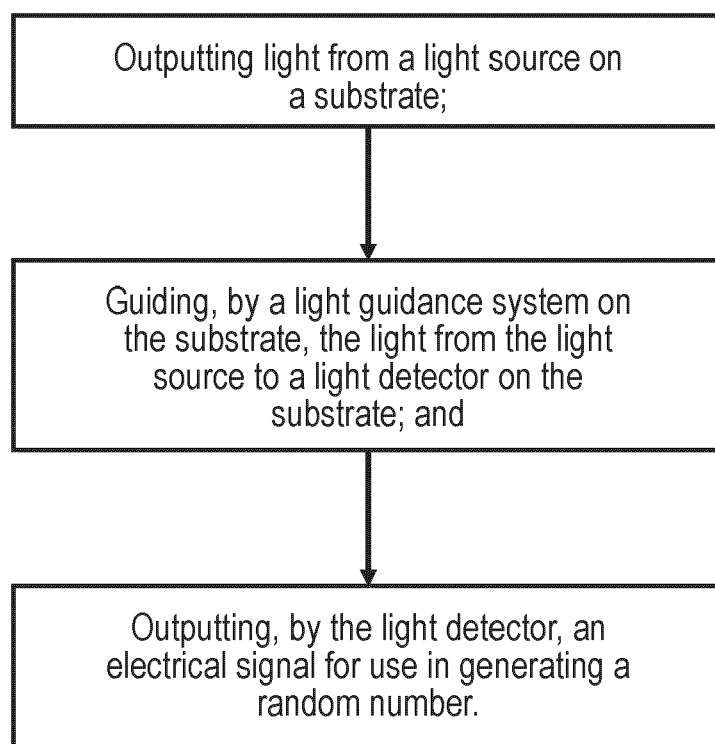 Outputting light from a light source on
a substrate;
Guiding, by a light guidance system on
the substrate, the light from the light
source to a light detector on the
substrate; and
Outputting, by the light detector, an
electrical signal for use in generating a
random number.